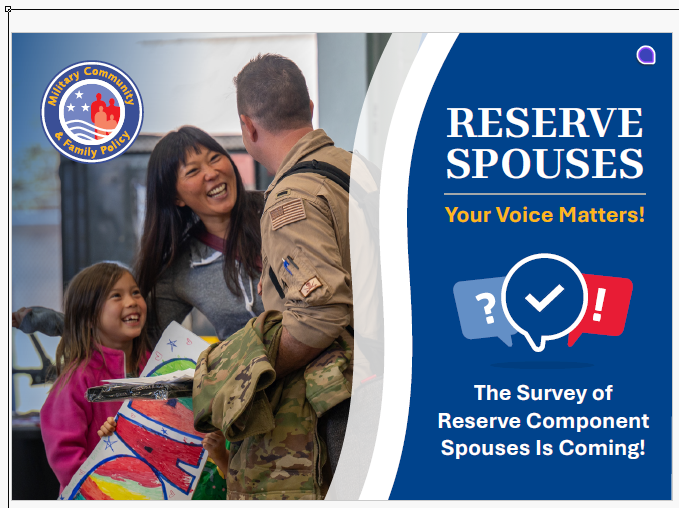 Military Community
& Family Policy
RESERVE
SPOUSES
Your Voice Matters!
?
!
The Survey of
Reserve Component
Spouses Is Coming!